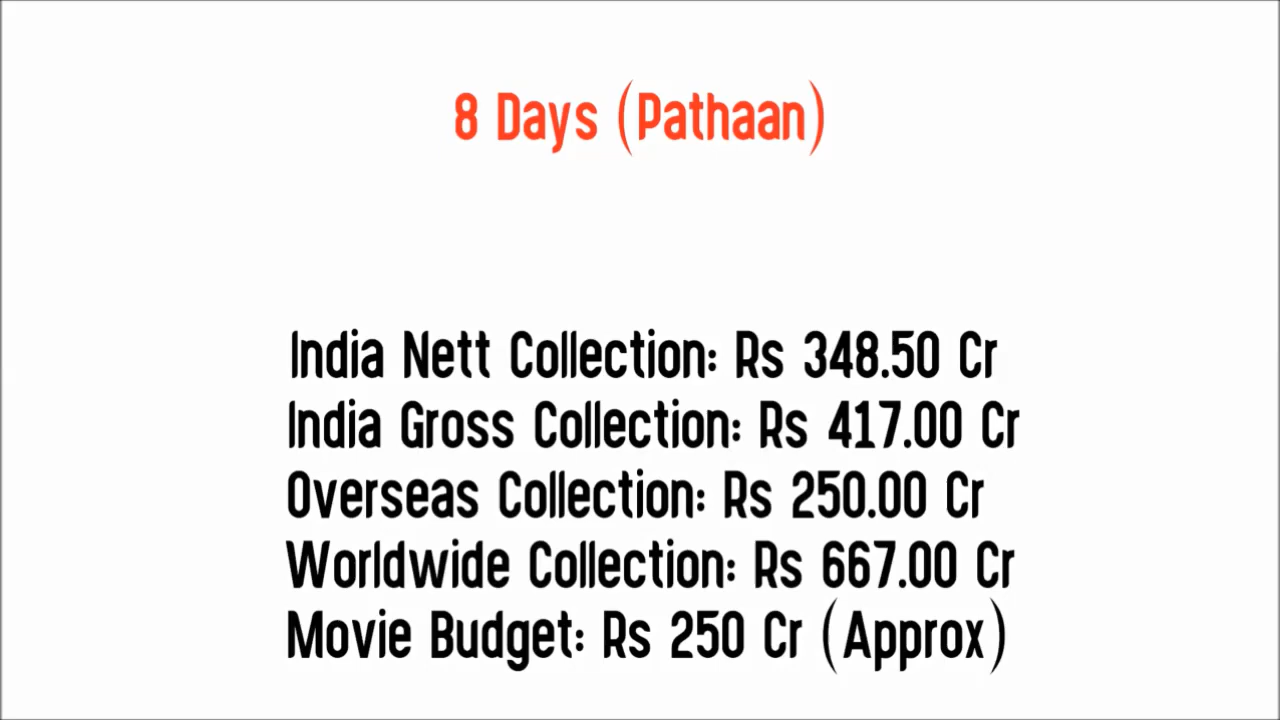 8 Days (Pathaan)
India Nett Collection: Rs 348.50 Cr
India Gross Collection: Rs 417.00 Cr
Overseas Collection: Rs 250.00 Cr
Worldwide Collection: Rs 667.00 Cr
Movie Budget: Rs 250 Cr (Approx)